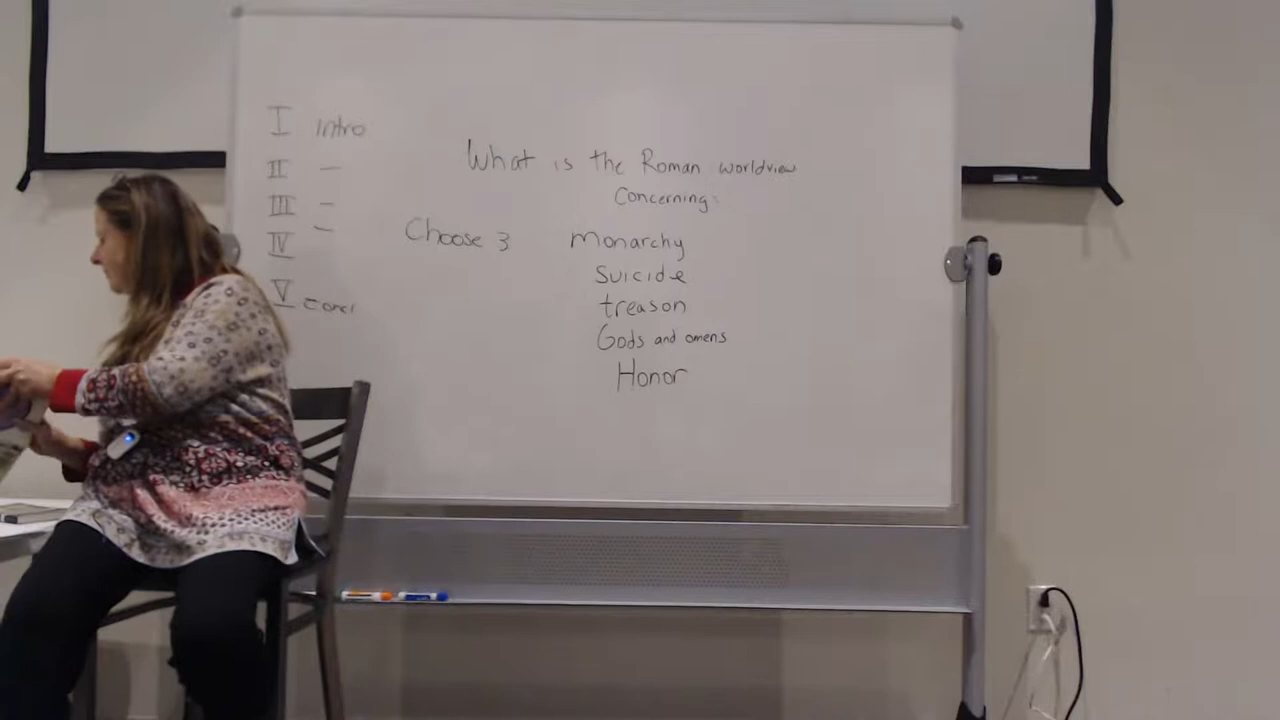 I Intro
II –
III –
IV –
V concl
What is the Roman worldview
Concerning:
Choose 3
Monarchy
Suicide
treason
Gods and omens
Honor